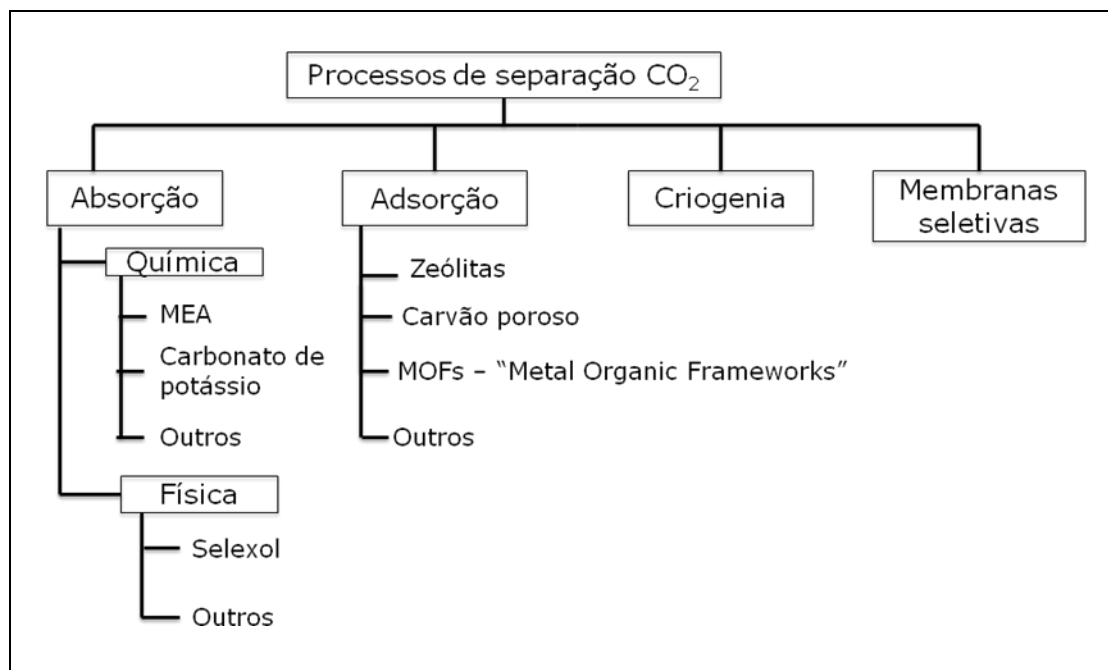 Processos de separação CO₂
Absorção
Adsorção
Criogenia
Membranas
seletivas
Química
MEA
Carbonato de
potássio
Outros
Física
Selexol
Outros
Zeólitas
Carvão poroso
MOFs – “Metal Organic Frameworks”
Outros